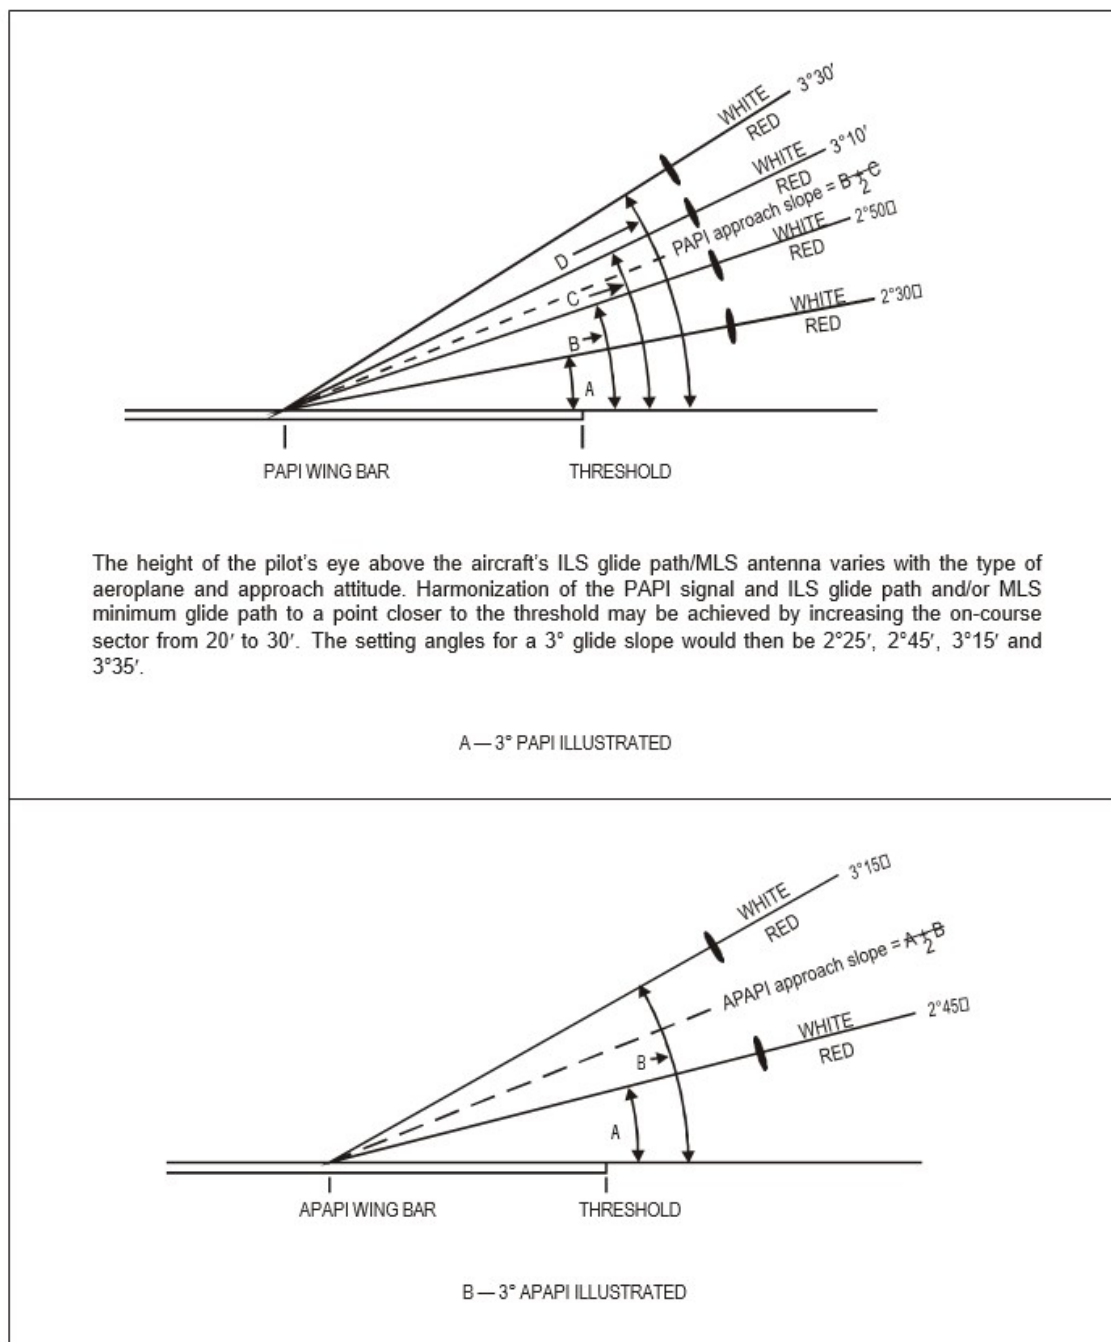 WHITE 3°30′
RED
WHITE 3°10′
RED
PAPI approach slope = B + C
2
WHITE 2°50□
RED
WHITE 2°30□
RED
D
C
B
A
PAPI WING BAR THRESHOLD
The height of the pilot’s eye above the aircraft’s ILS glide path/MLS antenna varies with the type of
aeroplane and approach attitude. Harmonization of the PAPI signal and ILS glide path and/or MLS
minimum glide path to a point closer to the threshold may be achieved by increasing the on-course
sector from 20′ to 30′. The setting angles for a 3° glide slope would then be 2°25′, 2°45′, 3°15′ and
3°35′.
A — 3° PAPI ILLUSTRATED
WHITE 3°15□
RED
APAPI approach slope = A + B
2
WHITE 2°45□
RED
B
A
APAPI WING BAR THRESHOLD
B — 3° APAPI ILLUSTRATED